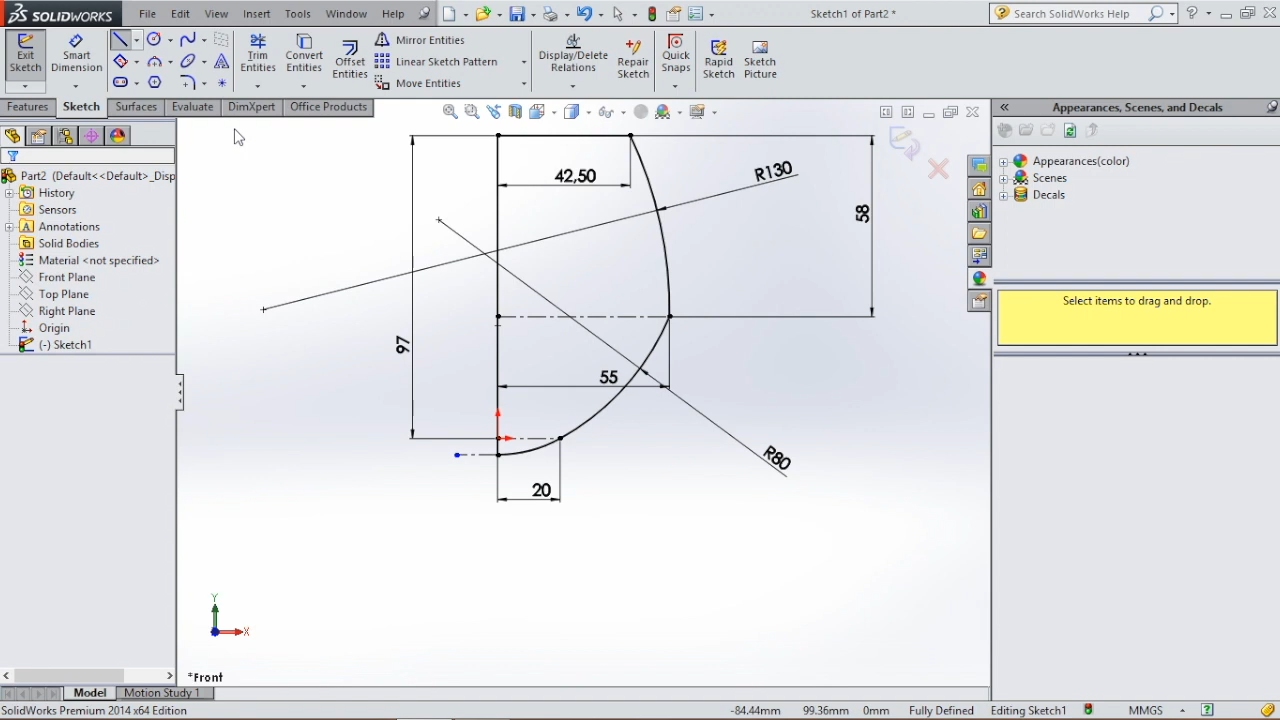 SOLIDWORKS File Edit View Insert Tools Window Help Sketch1 of Part2 * Search SolidWorks Help
Exit Sketch
Smart Dimension
Trim Entities
Convert Entities
Offset Entities
Mirror Entities
Linear Sketch Pattern
Move Entities
Display/Delete Relations
Repair Sketch
Quick Snaps
Rapid Sketch
Sketch Picture
Features Sketch Surfaces Evaluate DimXpert Office Products
Appearances, Scenes, and Decals
Part2 (Default<<Default>_Disp
History
Sensors
Annotations
Solid Bodies
Material <not specified>
Front Plane
Top Plane
Right Plane
Origin
(-) Sketch1
42,50
R130
58
97
55
R80
20
Y
X
*Front
Appearances(color)
Scenes
Decals
Select items to drag and drop.
Model Motion Study 1
SolidWorks Premium 2014 x64 Edition -84.44mm 99.36mm 0mm Fully Defined Editing Sketch1 MMGS